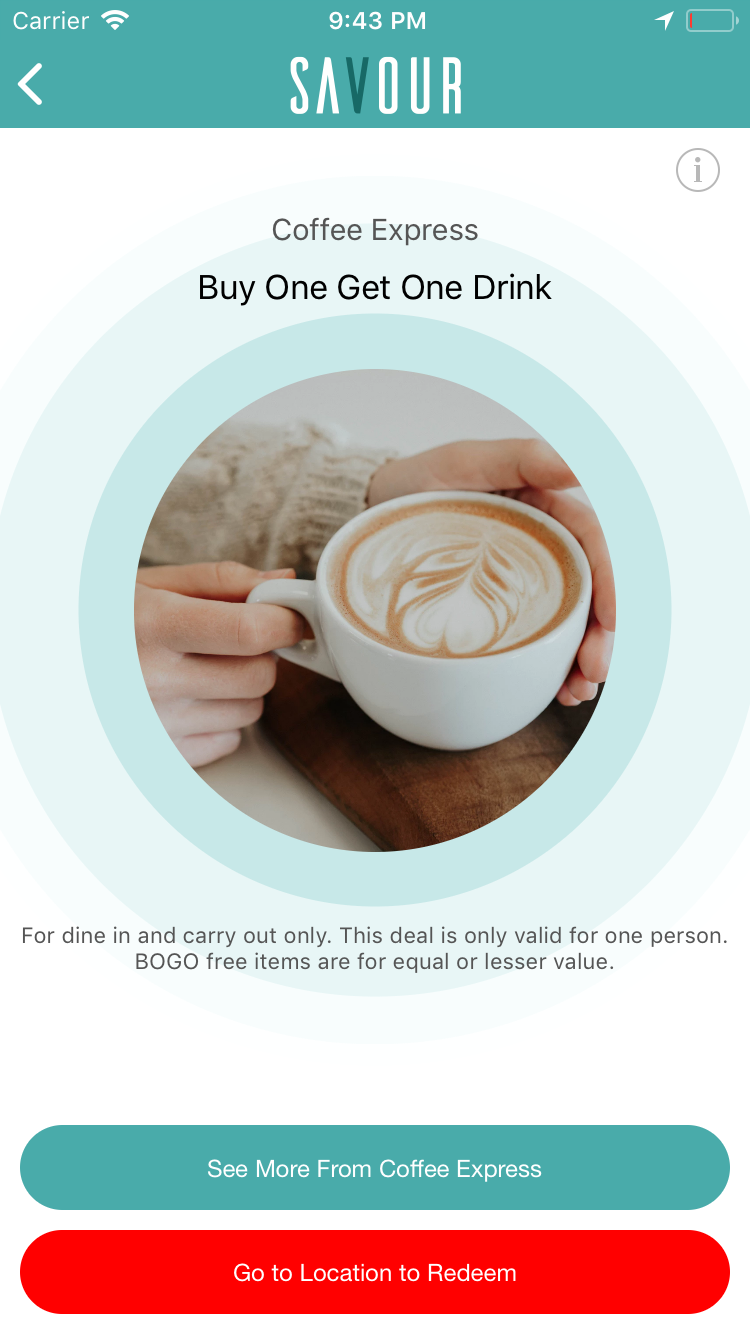 Carrier 9:43 PM
SAVOUR
i
Coffee Express
Buy One Get One Drink
For dine in and carry out only. This deal is only valid for one person.
BOGO free items are for equal or lesser value.
See More From Coffee Express
Go to Location to Redeem